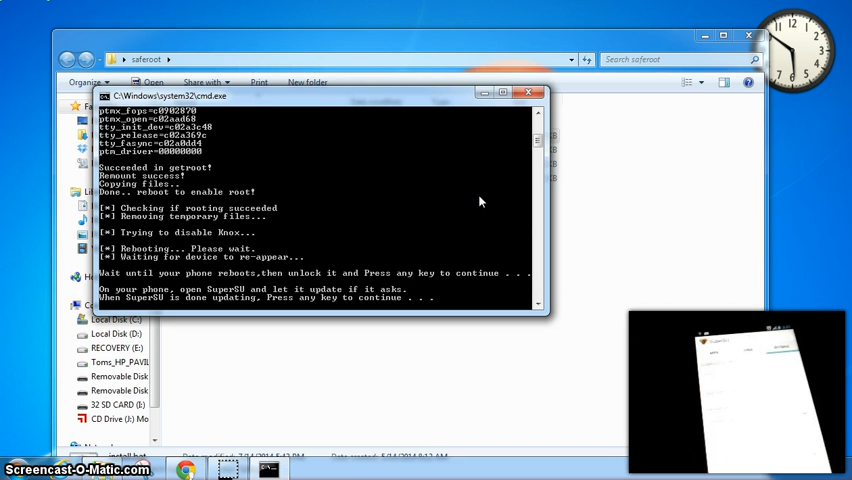 saferoot
Search saferoot
Organize
Open
Share with
Print
New folder
C:\Windows\system32\cmd.exe
ptmx_fops=c0902870
ptmx_open=c02aad68
tty_init_dev=c02a3c48
tty_release=c02a369c
tty_fasync=c02a0dd4
ptm_driver=00000000
Succeeded in getroot!
Remount success!
Copying files..
Done.. reboot to enable root!
[*] Checking if rooting succeeded
[*] Removing temporary files...
[*] Trying to disable Knox...
[*] Rebooting... Please wait.
[*] Waiting for device to re-appear...
Wait until your phone reboots,then unlock it and Press any key to continue . . .
On your phone, open SuperSU and let it update if it asks.
When SuperSU is done updating, Press any key to continue . . .
Local Disk (C:)
Local Disk (D:)
RECOVERY (E:)
Toms_HP_PAVIL
Removable Disk
Removable Disk
32 SD CARD (I:)
CD Drive (J:) Mo
Screencast-O-Matic.com